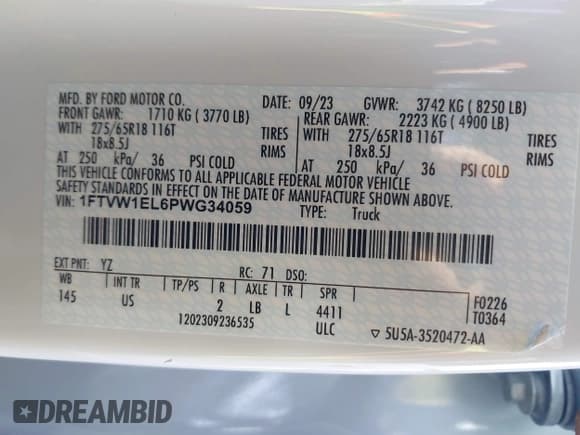 MFD. BY FORD MOTOR CO. DATE: 09/23 GVWR: 3742 KG ( 8250 LB)
FRONT GAWR: 1710 KG ( 3770 LB) REAR GAWR: 2223 KG ( 4900 LB)
WITH 275/65R18 116T TIRES WITH 275/65R18 116T TIRES
18x8.5J RIMS 18x8.5J RIMS
AT 250 kPa/ 36 PSI COLD AT 250 kPa/ 36 PSI COLD
THIS VEHICLE CONFORMS TO ALL APPLICABLE FEDERAL MOTOR VEHICLE
SAFETY STANDARDS IN EFFECT ON THE DATE OF MANUFACTURE SHOWN ABOVE.
VIN: 1FTVW1EL6PWG34059 TYPE: Truck
EXT PNT: YZ RC: 71 DSO:
WB INT TR TP/PS R AXLE TR SPR F0226
145 US 2 LB L 4411 T0364
1202309236535 ULC 5U5A-3520472-AA
DREAMBID